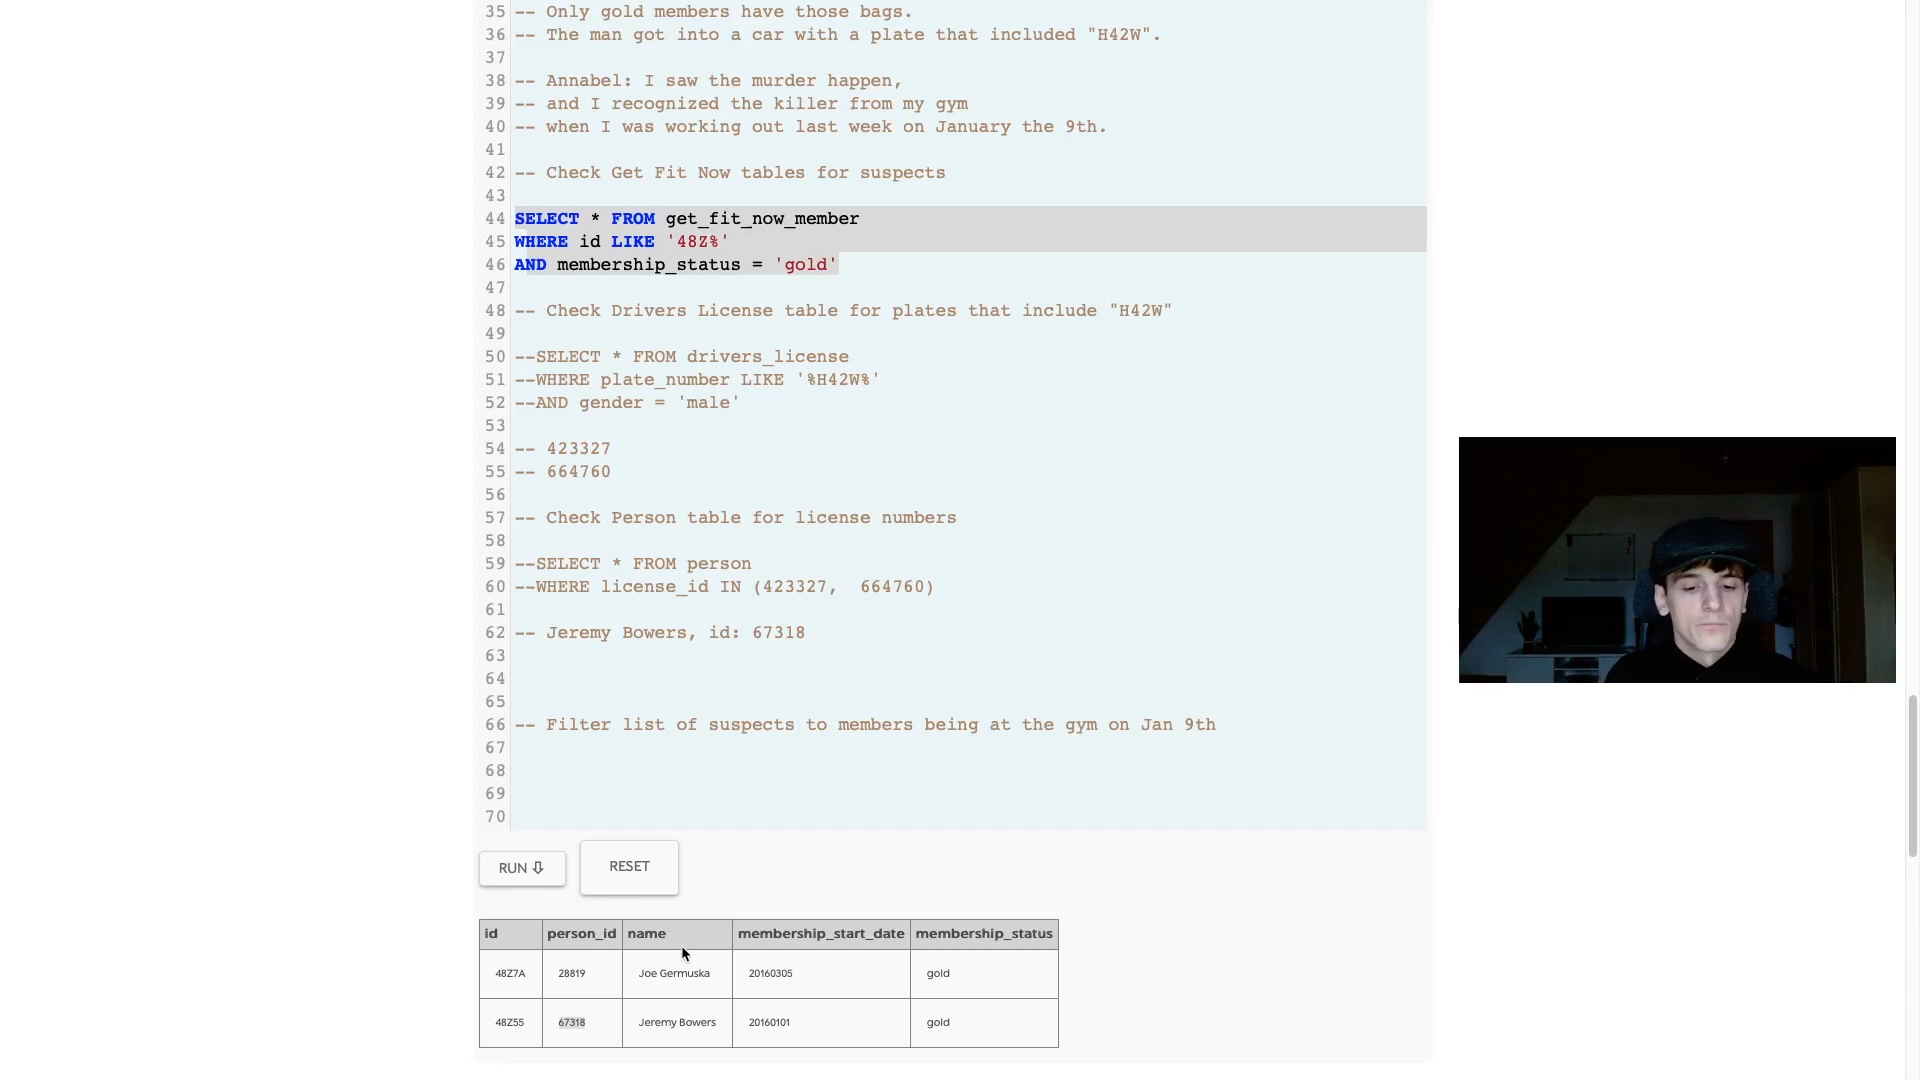 35 -- Only gold members have those bags.
36 -- The man got into a car with a plate that included "H42W".
37
38 -- Annabel: I saw the murder happen,
39 -- and I recognized the killer from my gym
40 -- when I was working out last week on January the 9th.
41
42 -- Check Get Fit Now tables for suspects
43
44 SELECT * FROM get_fit_now_member
45 WHERE id LIKE '48Z%'
46 AND membership_status = 'gold'
47
48 -- Check Drivers License table for plates that include "H42W"
49
50 --SELECT * FROM drivers_license
51 --WHERE plate_number LIKE '%H42W%'
52 --AND gender = 'male'
53
54 -- 423327
55 -- 664760
56
57 -- Check Person table for license numbers
58
59 --SELECT * FROM person
60 --WHERE license_id IN (423327,  664760)
61
62 -- Jeremy Bowers, id: 67318
63
64
65
66 -- Filter list of suspects to members being at the gym on Jan 9th
67
68
69
70
RUN ⇩ RESET
id person_id name membership_start_date membership_status
48Z7A 28819 Joe Germuska 20160305 gold
48Z55 67318 Jeremy Bowers 20160101 gold